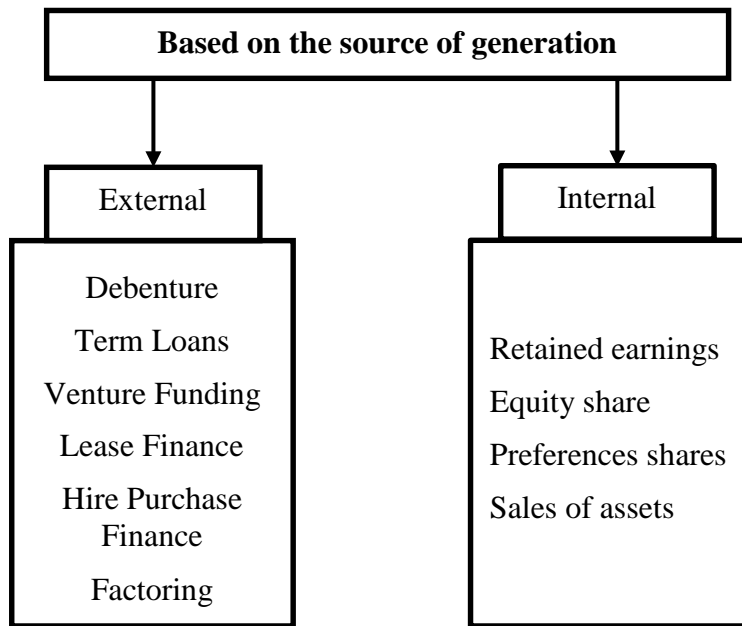 Based on the source of generation
External
Debenture
Term Loans
Venture Funding
Lease Finance
Hire Purchase
Finance
Factoring
Internal
Retained earnings
Equity share
Preferences shares
Sales of assets